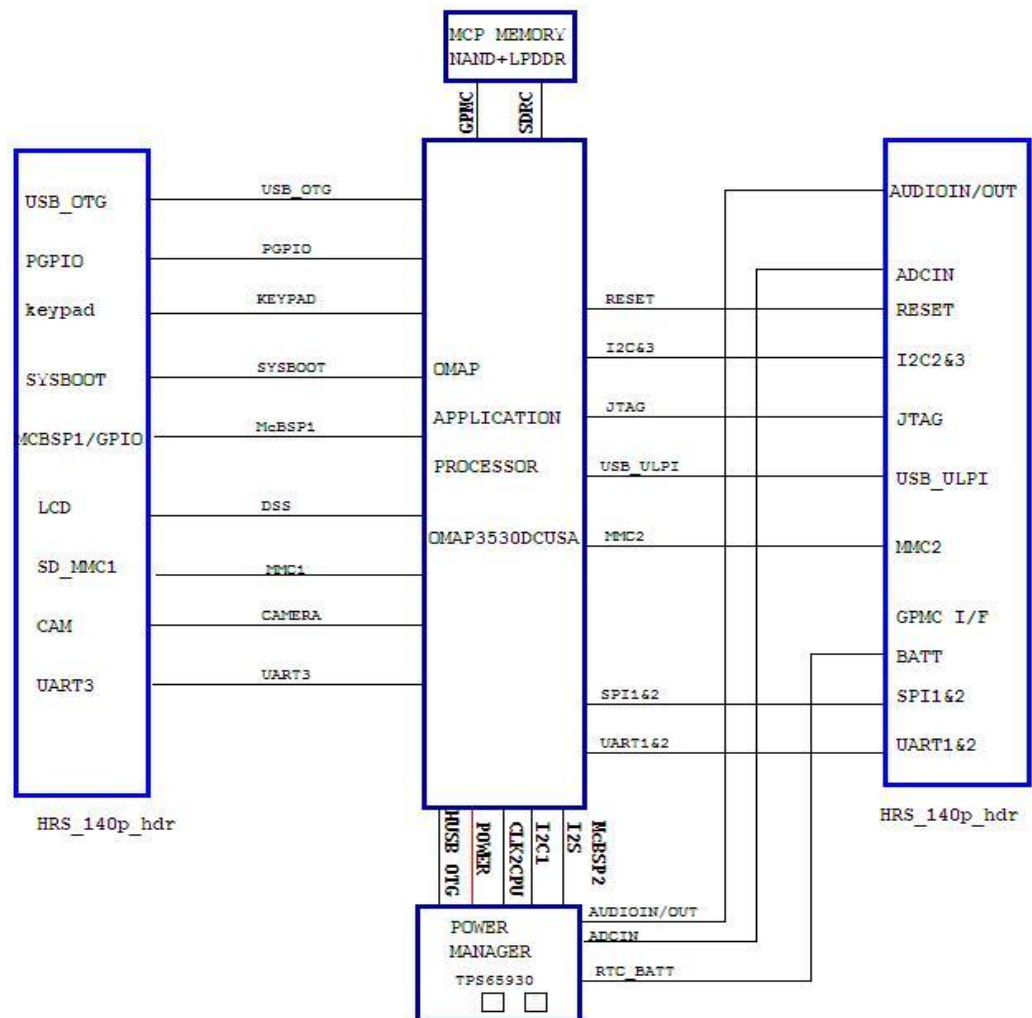 MCP MEMORY
NAND+LPDDR
GPMC
SDRC
USB_OTG
PGPIO
keypad
SYSBOOT
MCBSP1/GPIO
LCD
SD_MMC1
CAM
UART3
HRS_140p_hdr
USB_OTG
PGPIO
KEYPAD
SYSBOOT
McBSP1
DSS
MMC1
CAMERA
UART3
OMAP
APPLICATION
PROCESSOR
OMAP3530DCUSA
RESET
I2C&3
JTAG
USB_ULPI
MMC2
SPI1&2
UART1&2
AUDIOIN/OUT
ADCIN
RESET
I2C2&3
JTAG
USB_ULPI
MMC2
GPMC I/F
BATT
SPI1&2
UART1&2
HRS_140p_hdr
HUSB OTG
POWER
CLK2CPU
I2C1
I2S
McBSP2
POWER
MANAGER
TPS65930
AUDIOIN/OUT
ADCIN
RTC_BATT